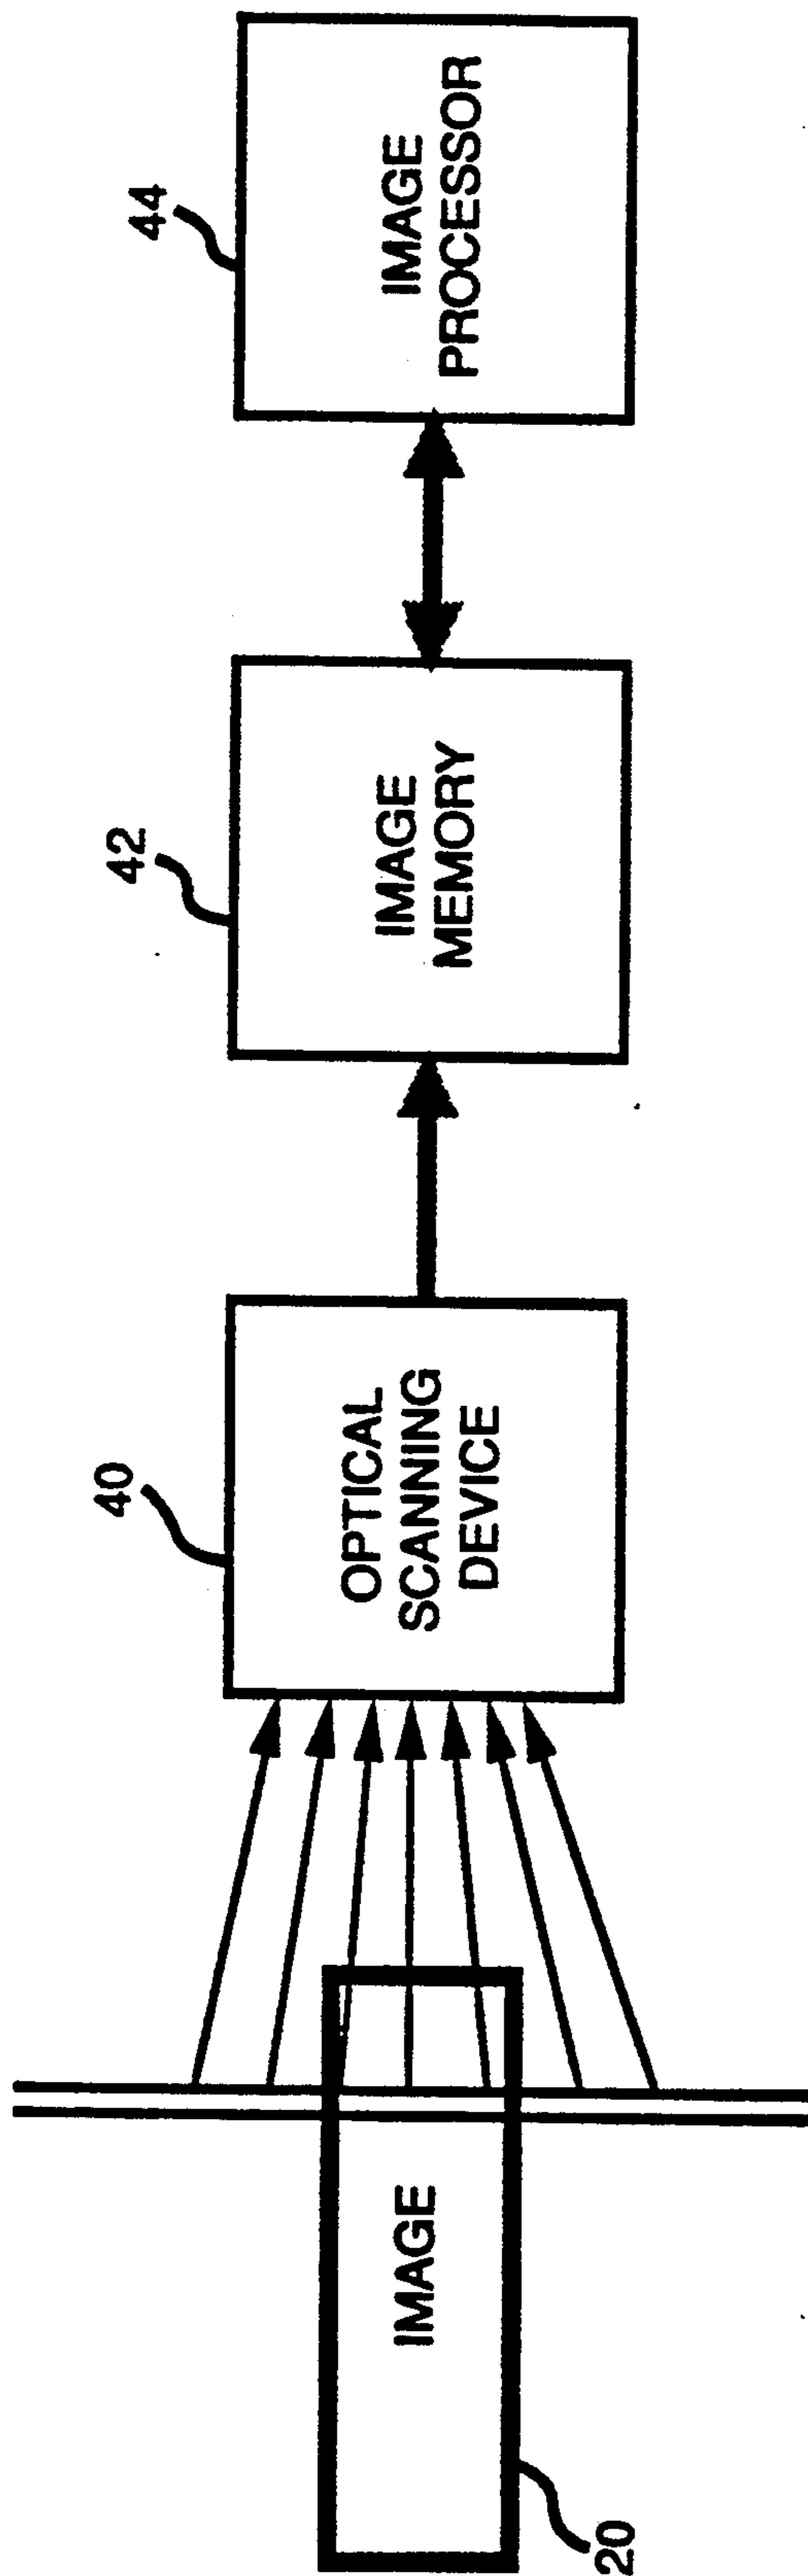 20
IMAGE
40
OPTICAL
SCANNING
DEVICE
42
IMAGE
MEMORY
44
IMAGE
PROCESSOR